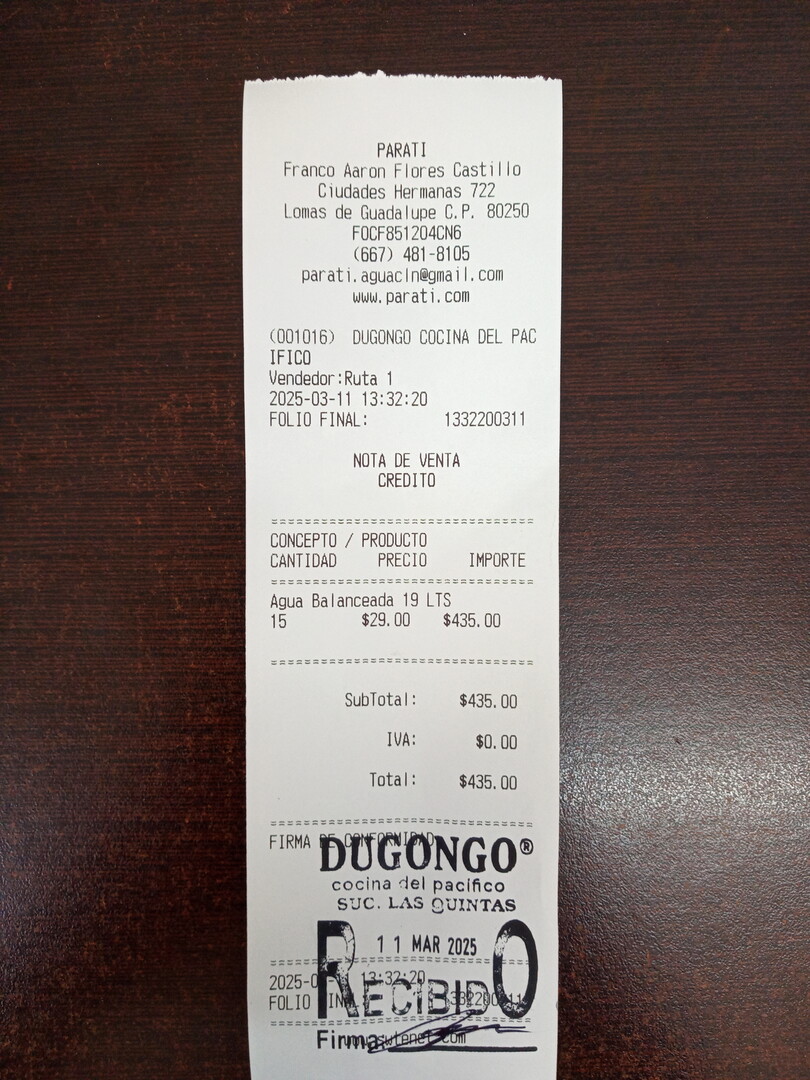 PARATI
Franco Aaron Flores Castillo
Ciudades Hermanas 722
Lomas de Guadalupe C.P. 80250
FOCF851204CN6
(667) 481-8105
parati.aguacln@gmail.com
www.parati.com
(001016) DUGONGO COCINA DEL PAC
IFICO
Vendedor:Ruta 1
2025-03-11 13:32:20
FOLIO FINAL: 1332200311
NOTA DE VENTA
CREDITO
==============================
CONCEPTO / PRODUCTO
CANTIDAD PRECIO IMPORTE
==============================
Agua Balanceada 19 LTS
15 $29.00 $435.00
==============================
SubTotal: $435.00
IVA: $0.00
Total: $435.00
==============================
FIRMA DE CONFORMIDAD
DUGONGO®
cocina del pacífico
SUC. LAS QUINTAS
11 MAR 2025
RECIBIDO
2025-0 13:32:20
FOLIO
Firma